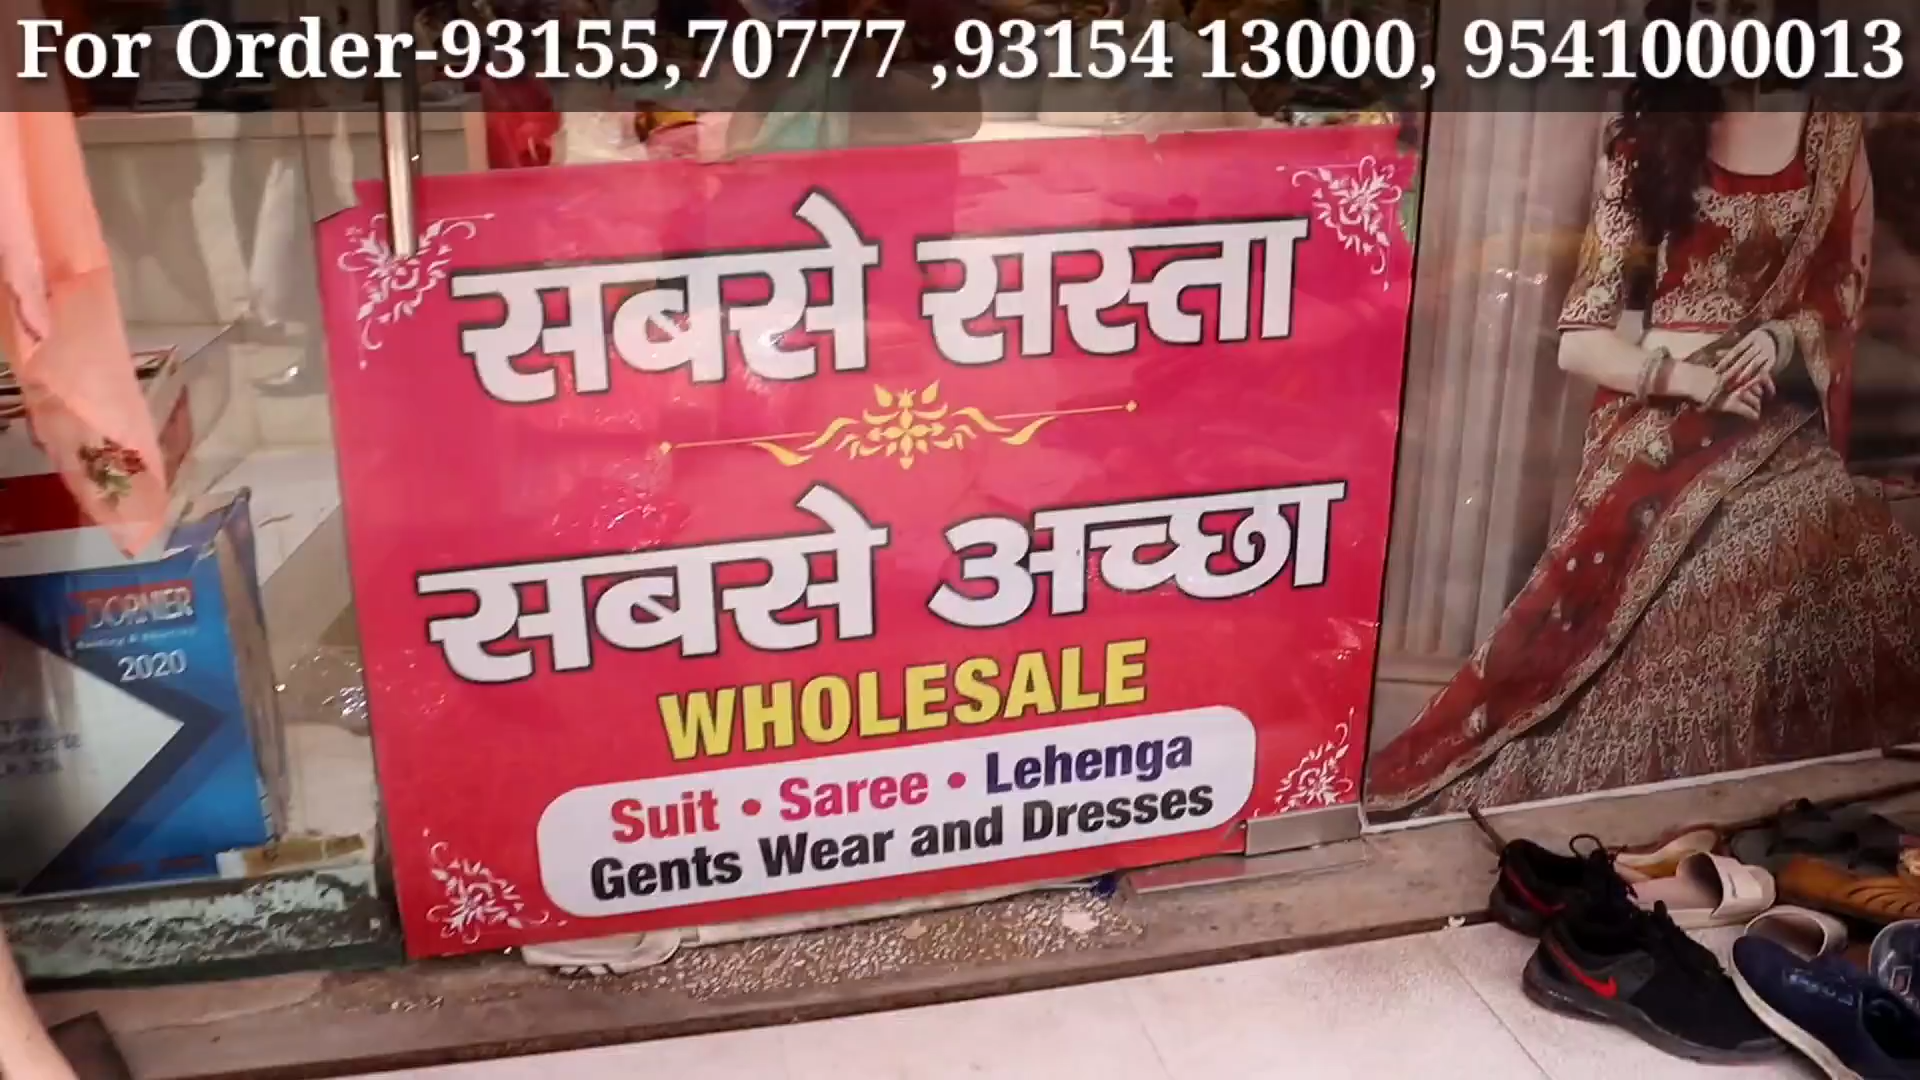 For Order-93155,70777 ,93154 13000, 9541000013
सबसे सस्ता
सबसे अच्छा
WHOLESALE
Suit • Saree • Lehenga
Gents Wear and Dresses
DORNIER
2020